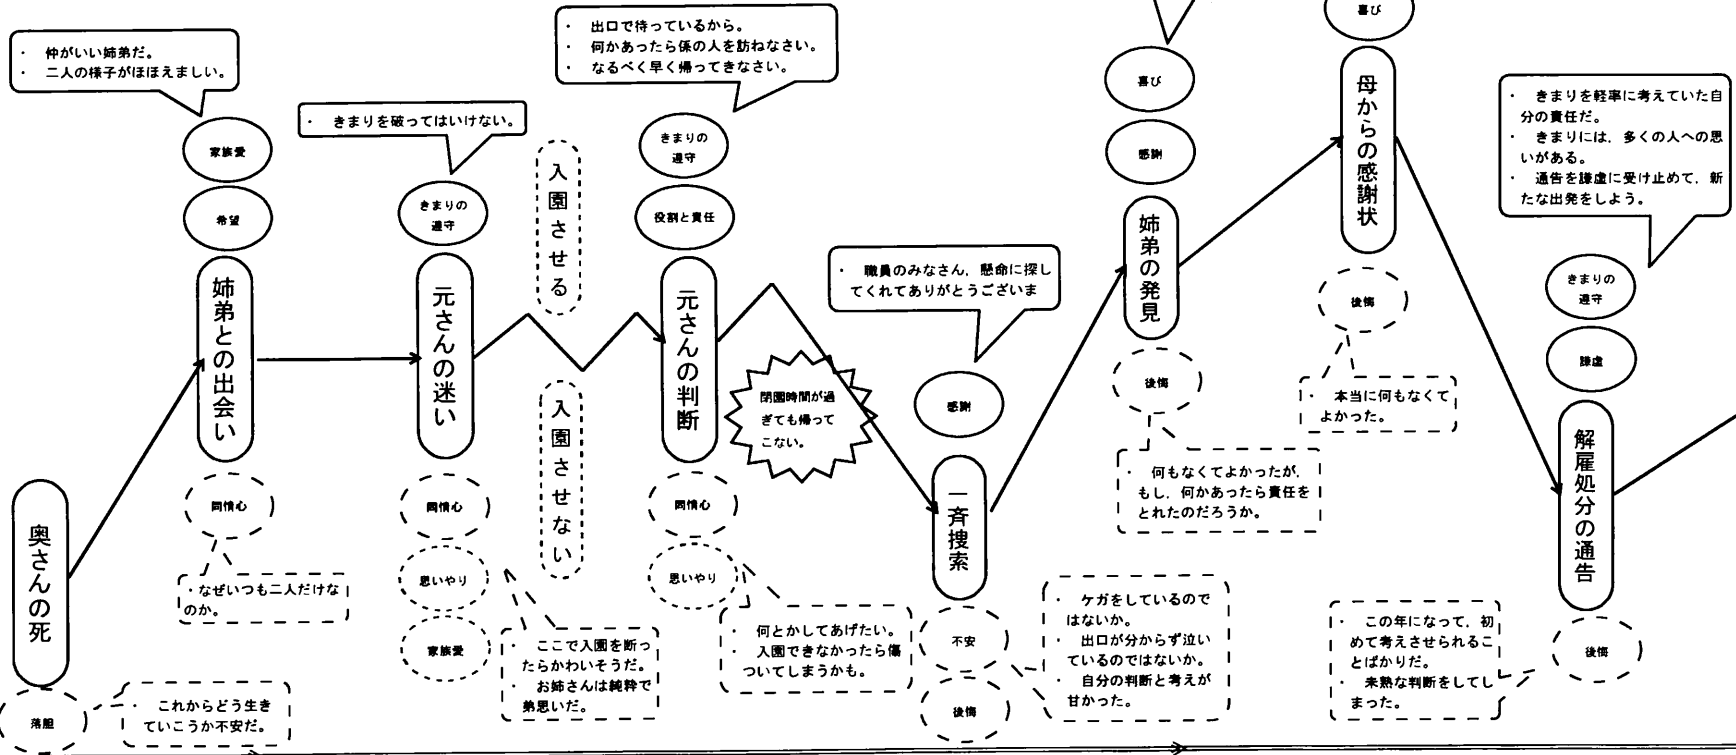 ・　仲がいい姉弟だ。
・　二人の様子がほほえましい。
家族愛
希望
姉弟との出会い
同情心
・なぜいつも二人だけな
のか。
奥さんの死
落胆
・　これからどう生き
ていこうか不安だ。
・　きまりを破ってはいけない。
きまりの
遵守
元さんの迷い
同情心
思いやり
家族愛
・　ここで入園を断っ
たらかわいそうだ。
・　お姉さんは純粋で
弟思いだ。
入園させる
入園させない
・　出口で待っているから。
・　何かあったら係の人を訪ねなさい。
・　なるべく早く帰ってきなさい。
きまりの
遵守
役割と責任
元さんの判断
同情心
思いやり
・　何とかしてあげたい。
・　入園できなかったら傷
ついてしまうかも。
閉園時間が過
ぎても帰って
こない。
・　職員のみなさん，懸命に探し
てくれてありがとうございま
感謝
一斉捜索
不安
後悔
・　ケガをしているので
はないか。
・　出口が分からず泣い
ているのではないか。
・　自分の判断と考えが
甘かった。
喜び
感謝
姉弟の発見
後悔
・　何もなくてよかったが，
もし，何かあったら責任を
とれたのだろうか。
喜び
母からの感謝状
後悔
・　本当に何もなくて
よかった。
・　きまりを軽率に考えていた自
分の責任だ。
・　きまりには，多くの人への思
いがある。
・　通告を謙虚に受け止めて，新
たな出発をしよう。
きまりの
遵守
謙虚
解雇処分の通告
後悔
・　この年になって，初
めて考えさせられるこ
とばかりだ。
・　未熟な判断をしてし
まった。